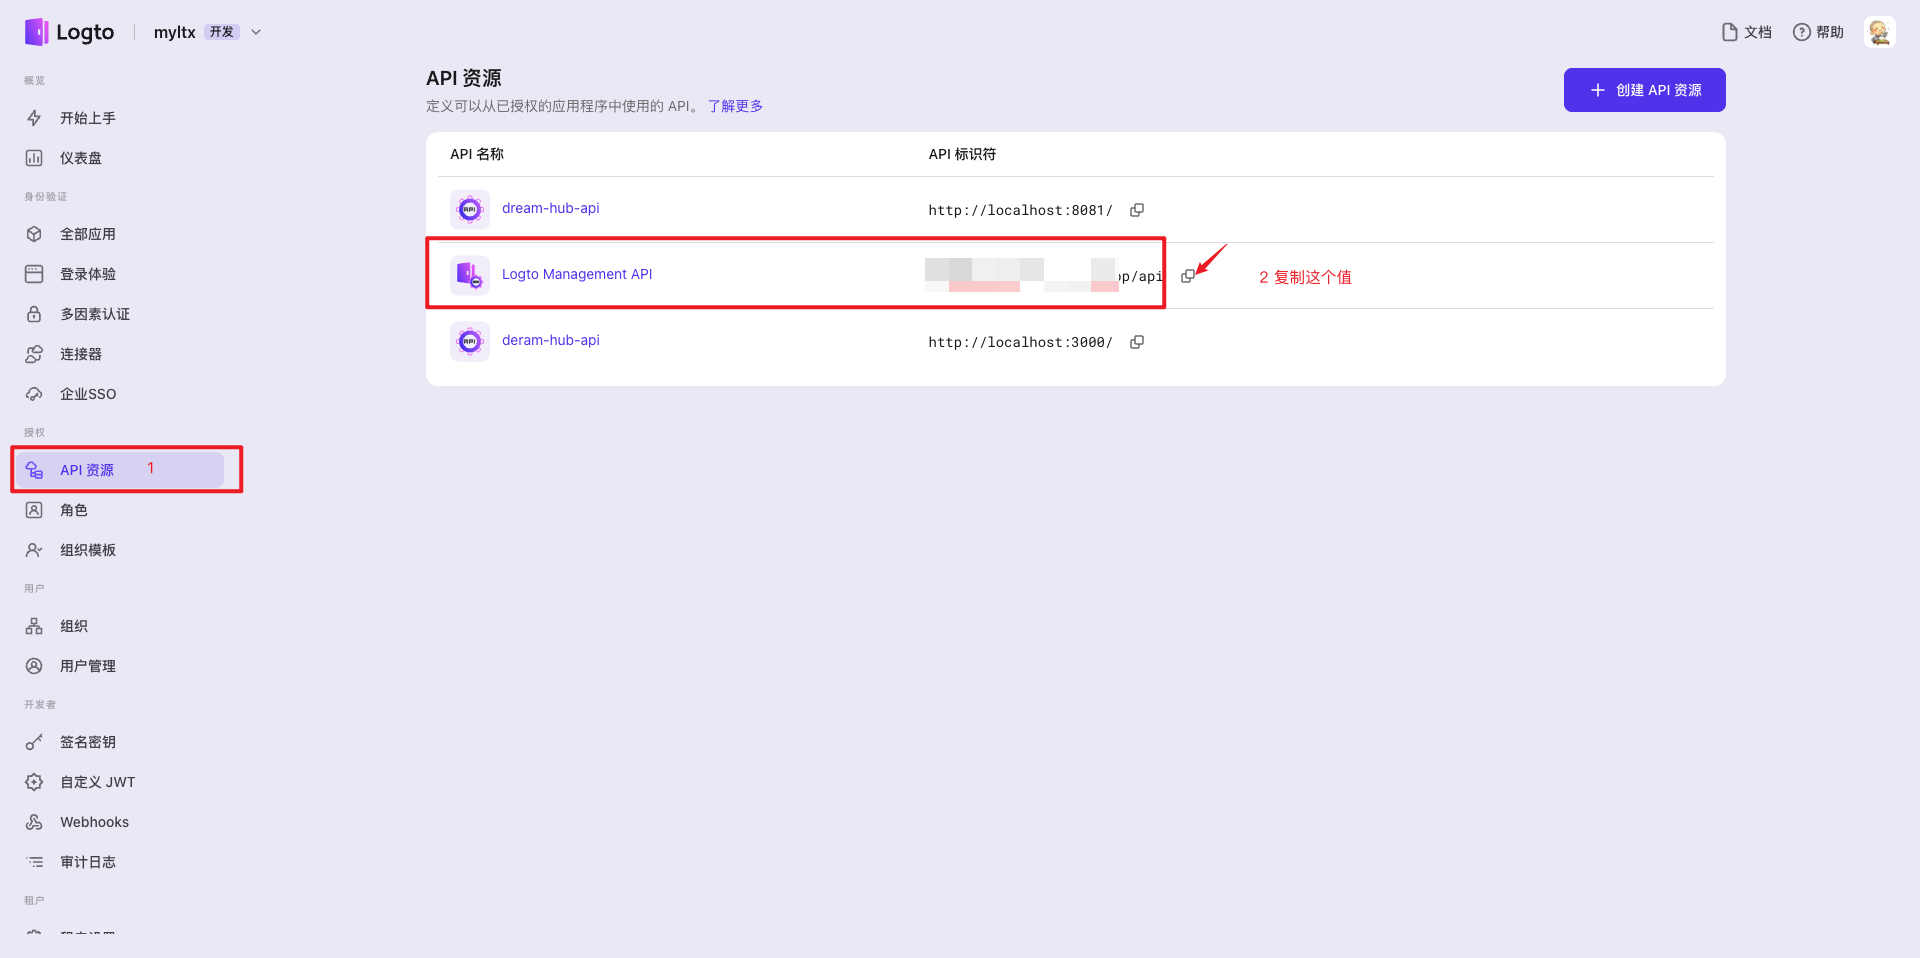 Logto
myltx 开发
文档
帮助
概览
开始上手
仪表盘
身份验证
全部应用
登录体验
多因素认证
连接器
企业SSO
授权
API 资源 1
角色
组织模板
用户
组织
用户管理
开发者
签名密钥
自定义 JWT
Webhooks
审计日志
租户
API 资源
定义可以从已授权的应用程序中使用的 API。 了解更多
创建 API 资源
API 名称 API 标识符
dream-hub-api http://localhost:8081/
Logto Management API /api 2 复制这个值
deram-hub-api http://localhost:3000/